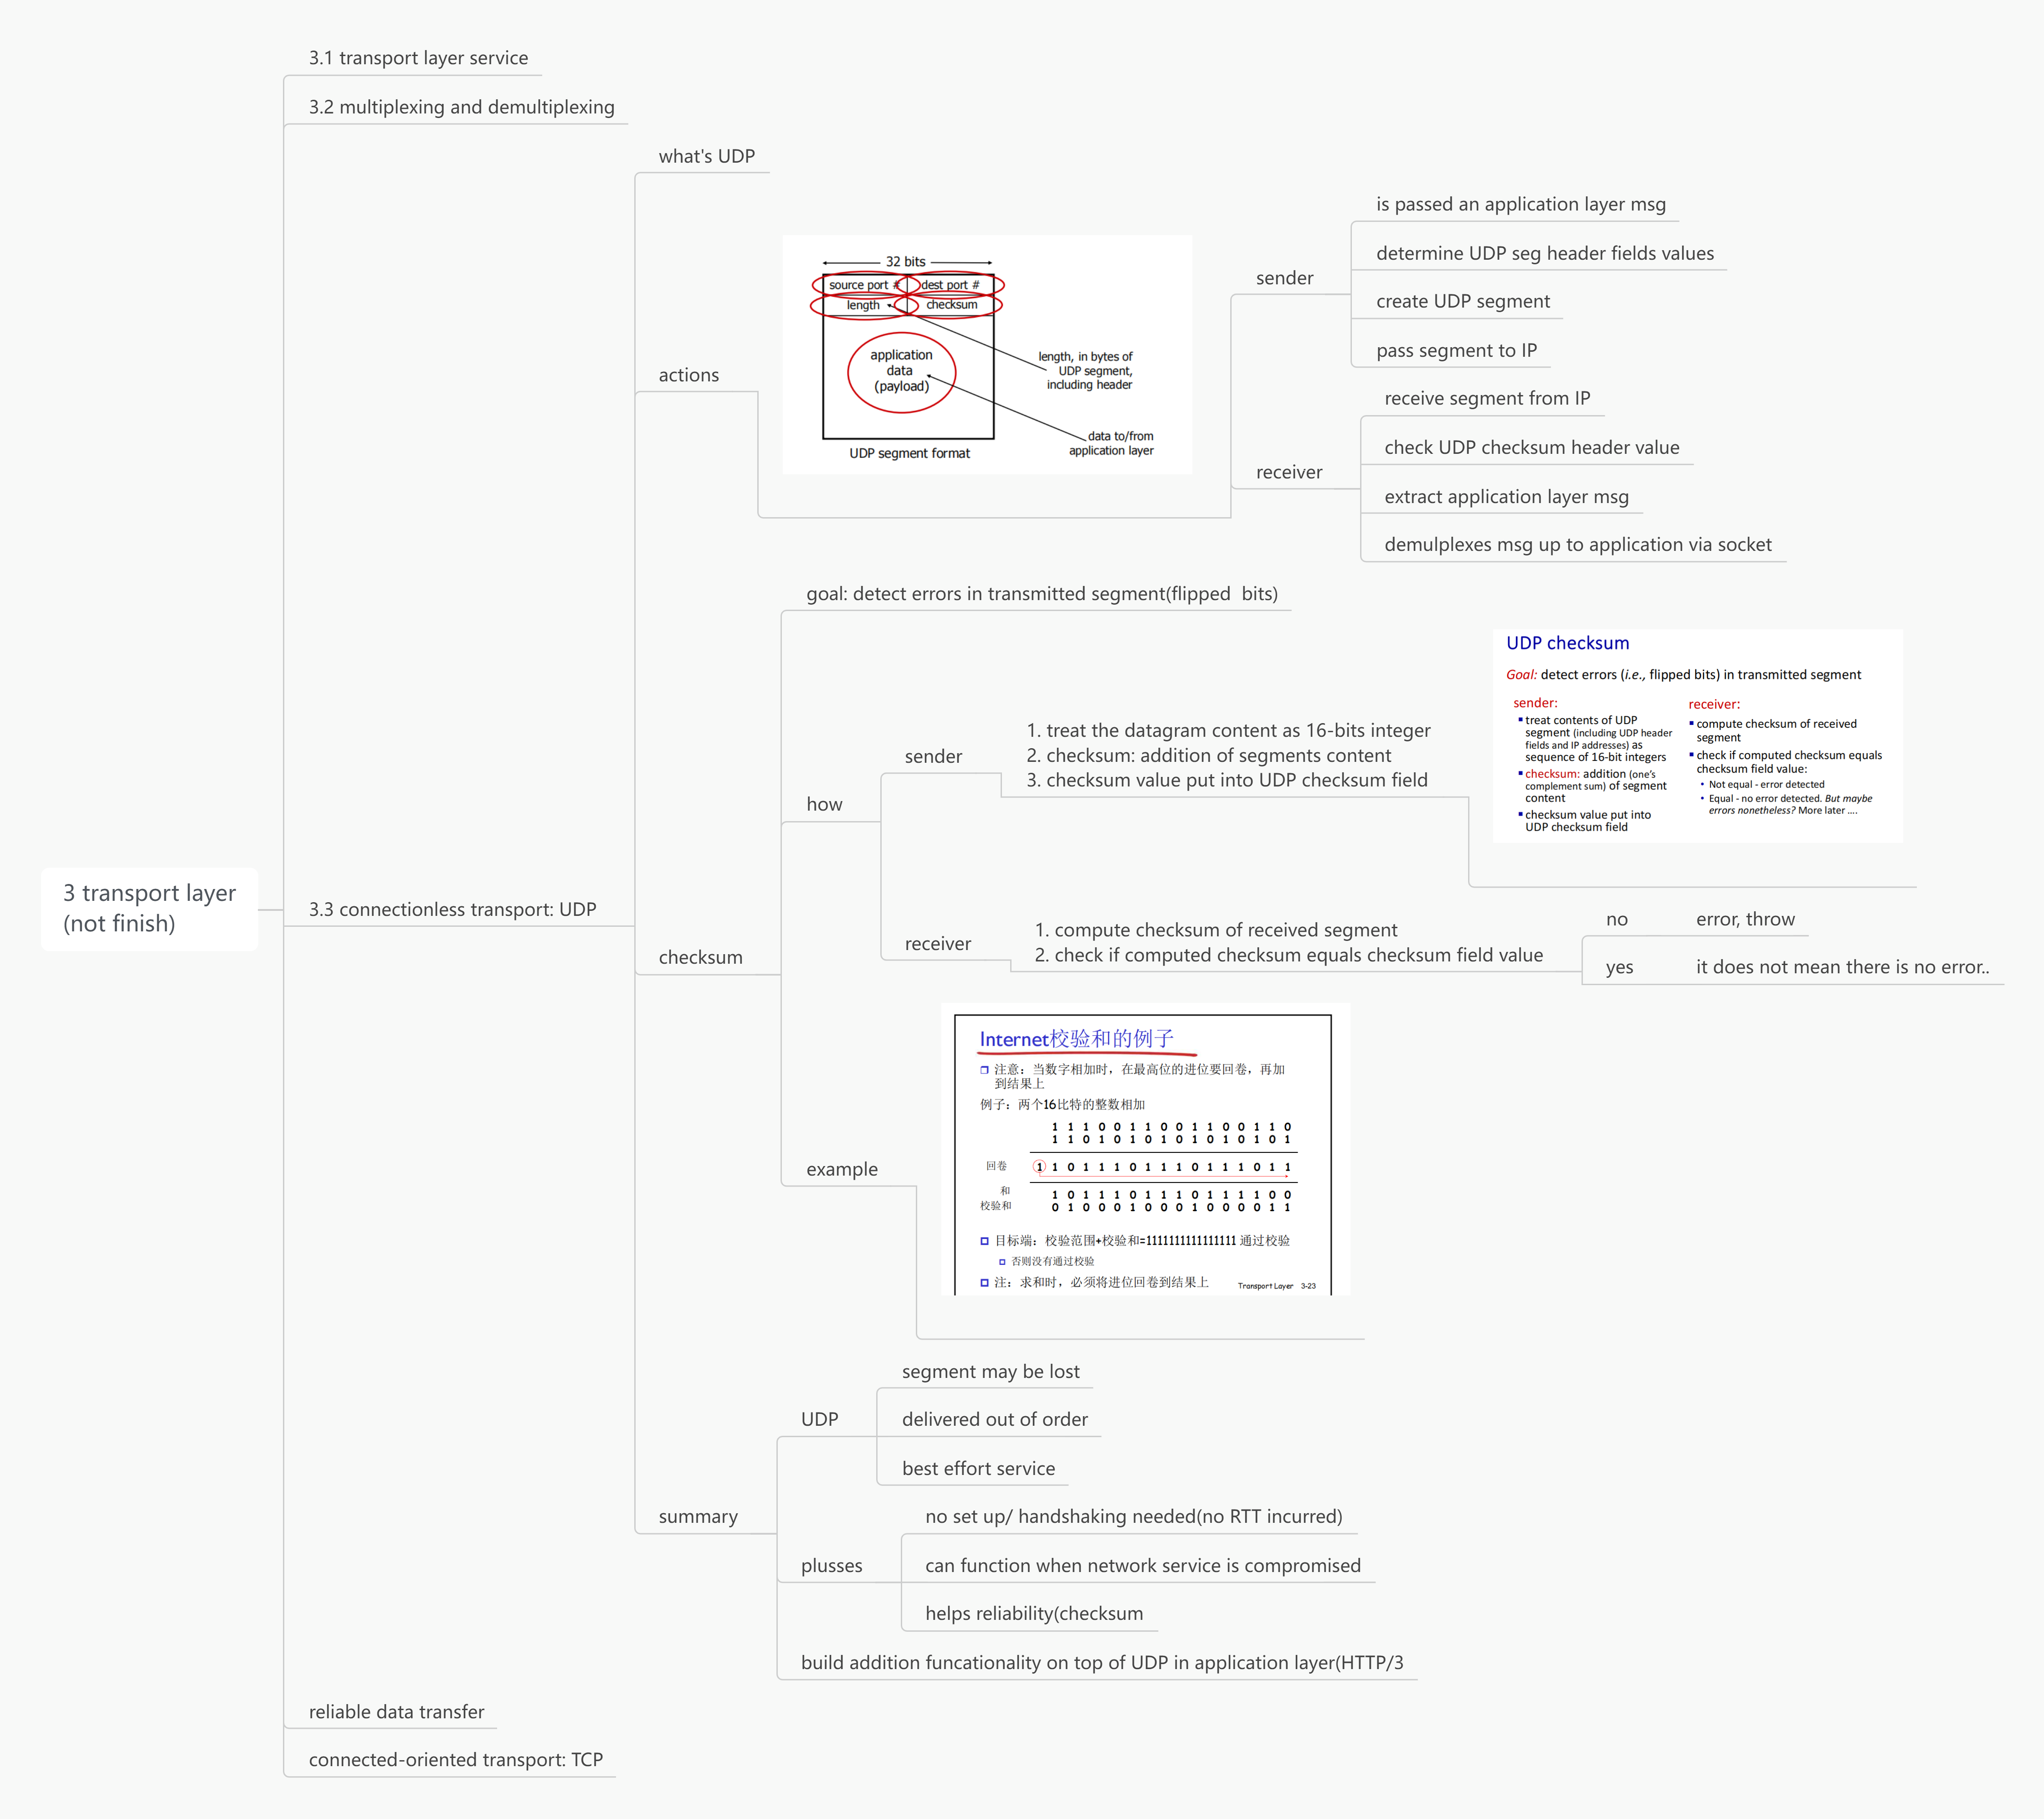 3.1 transport layer service
3.2 multiplexing and demultiplexing
what's UDP
32 bits
source port # dest port #
length checksum
application
data
(payload)
length, in bytes of
UDP segment,
including header
data to/from
application layer
UDP segment format
actions
sender
is passed an application layer msg
determine UDP seg header fields values
create UDP segment
pass segment to IP
receiver
receive segment from IP
check UDP checksum header value
extract application layer msg
demulplexes msg up to application via socket
3 transport layer
(not finish)
3.3 connectionless transport: UDP
checksum
goal: detect errors in transmitted segment(flipped  bits)
how
sender
1. treat the datagram content as 16-bits integer
2. checksum: addition of segments content
3. checksum value put into UDP checksum field
UDP checksum
Goal: detect errors (i.e., flipped bits) in transmitted segment
sender:
▪ treat contents of UDP
segment (including UDP header
fields and IP addresses) as
sequence of 16-bit integers
▪ checksum: addition (one's
complement sum) of segment
content
▪ checksum value put into
UDP checksum field
receiver:
▪ compute checksum of received
segment
▪ check if computed checksum equals
checksum field value:
• Not equal - error detected
• Equal - no error detected. But maybe
errors nonetheless? More later ....
receiver
1. compute checksum of received segment
2. check if computed checksum equals checksum field value
no error, throw
yes it does not mean there is no error..
example
Internet校验和的例子
❒ 注意：当数字相加时，在最高位的进位要回卷，再加
到结果上
例子：两个16比特的整数相加
1 1 1 0 0 1 1 0 0 1 1 0 0 1 1 0
1 1 0 1 0 1 0 1 0 1 0 1 0 1 0 1
回卷 1 1 0 1 1 1 0 1 1 1 0 1 1 1 0 1 1
和 1 0 1 1 1 0 1 1 1 0 1 1 1 1 0 0
校验和 0 1 0 0 0 1 0 0 0 1 0 0 0 0 1 1
❒ 目标端：校验范围+校验和=1111111111111111 通过校验
❒ 否则没有通过校验
❒ 注：求和时，必须将进位回卷到结果上
Transport Layer 3-23
summary
UDP
segment may be lost
delivered out of order
best effort service
plusses
no set up/ handshaking needed(no RTT incurred)
can function when network service is compromised
helps reliability(checksum
build addition funcationality on top of UDP in application layer(HTTP/3
reliable data transfer
connected-oriented transport: TCP